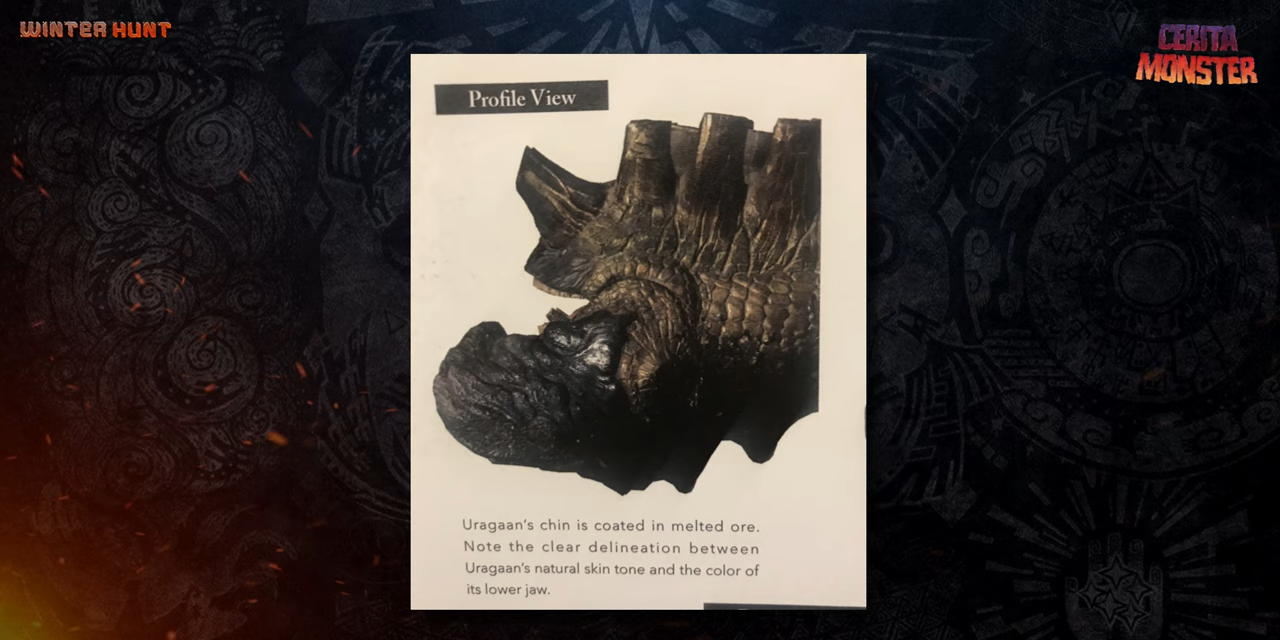 WINTER HUNT
CERITA
MONSTER
Profile View
Uragaan's chin is coated in melted ore.
Note the clear delineation between
Uragaan's natural skin tone and the color of
its lower jaw.